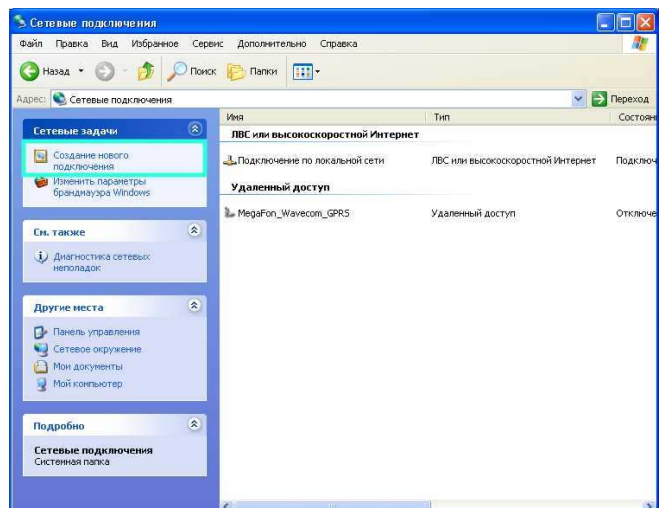 Сетевые подключения
Файл Правка Вид Избранное Сервис Дополнительно Справка
Назад Поиск Папки
Адрес: Сетевые подключения Переход
Сетевые задачи
Создание нового
подключения
Изменить параметры
брандмауэра Windows
См. также
Диагностика сетевых
неполадок
Другие места
Панель управления
Сетевое окружение
Мои документы
Мой компьютер
Подробно
Сетевые подключения
Системная папка
Имя Тип Состоян
ЛВС или высокоскоростной Интернет
Подключение по локальной сети ЛВС или высокоскоростной Интернет Подключ
Удаленный доступ
MegaFon_Wavecom_GPRS Удаленный доступ Отключе